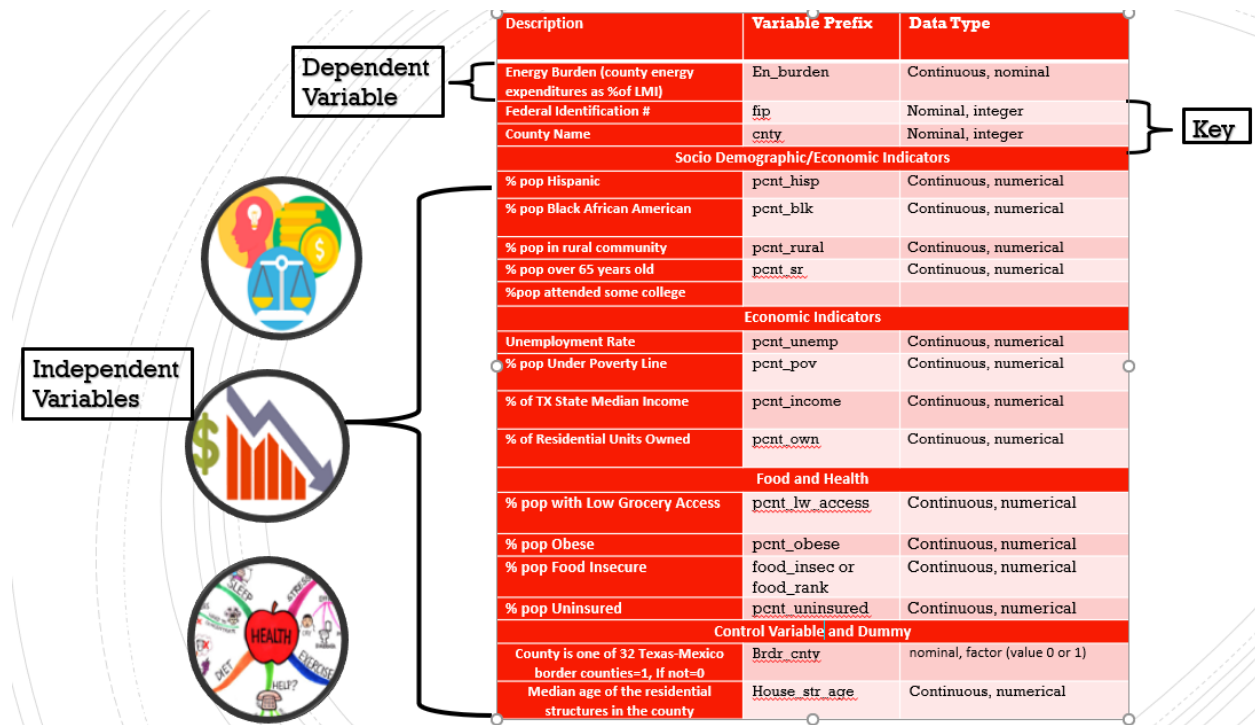 Dependent
Variable
Independent
Variables
Key
Description Variable Prefix Data Type
Energy Burden (county energy
expenditures as %of LMI) En_burden Continuous, nominal
Federal Identification # fip Nominal, integer
County Name cnty Nominal, integer
Socio Demographic/Economic Indicators
% pop Hispanic pcnt_hisp Continuous, numerical
% pop Black African American pcnt_blk Continuous, numerical
% pop in rural community pcnt_rural Continuous, numerical
% pop over 65 years old pcnt_sr Continuous, numerical
%pop attended some college
Economic Indicators
Unemployment Rate pcnt_unemp Continuous, numerical
% pop Under Poverty Line pcnt_pov Continuous, numerical
% of TX State Median Income pcnt_income Continuous, numerical
% of Residential Units Owned pcnt_own Continuous, numerical
Food and Health
% pop with Low Grocery Access pcnt_lw_access Continuous, numerical
% pop Obese pcnt_obese Continuous, numerical
% pop Food Insecure food_insec or Continuous, numerical
food_rank
% pop Uninsured pcnt_uninsured Continuous, numerical
Control Variable and Dummy
County is one of 32 Texas-Mexico Brdr_cnty nominal, factor (value 0 or 1)
border counties=1, If not=0
Median age of the residential House_str_age Continuous, numerical
structures in the county
$
$
SLEEP
STRESS
HEALTH
DIET
EXERCISE
HELP?